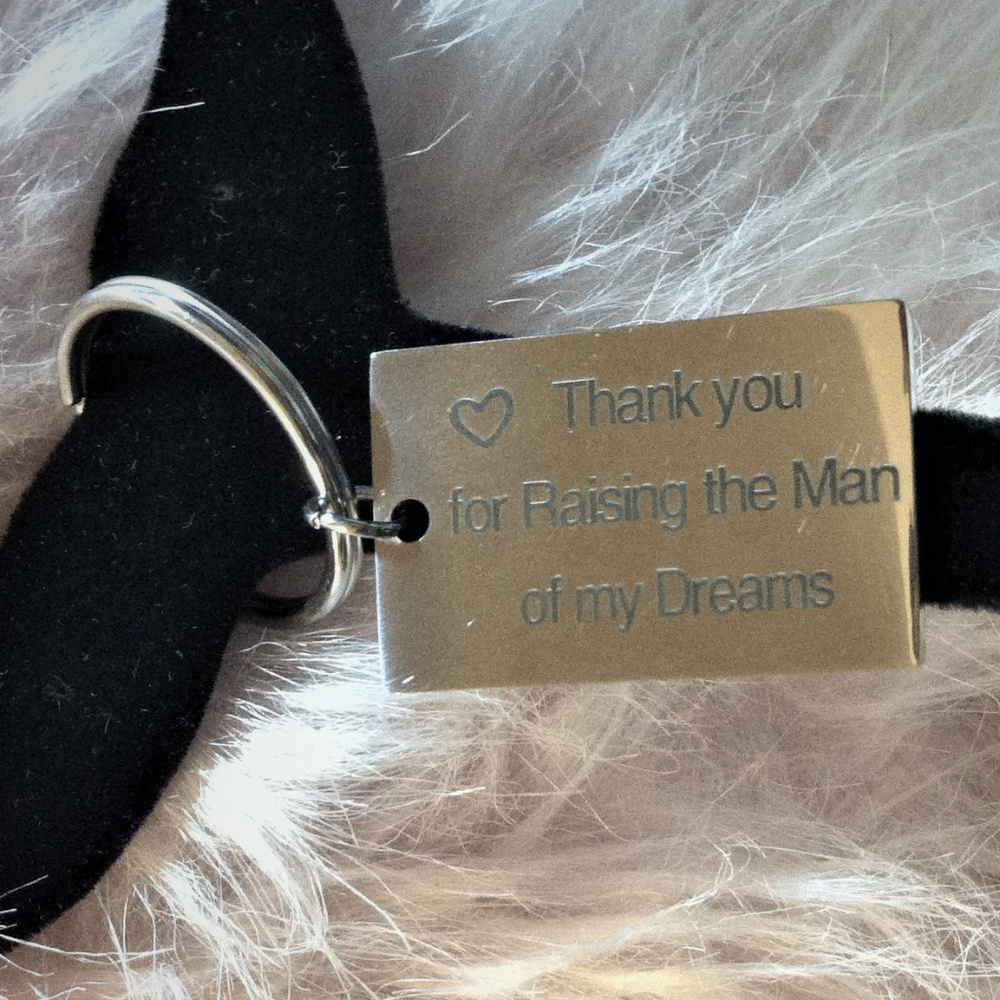 Thank you
for Raising the Man
of my Dreams